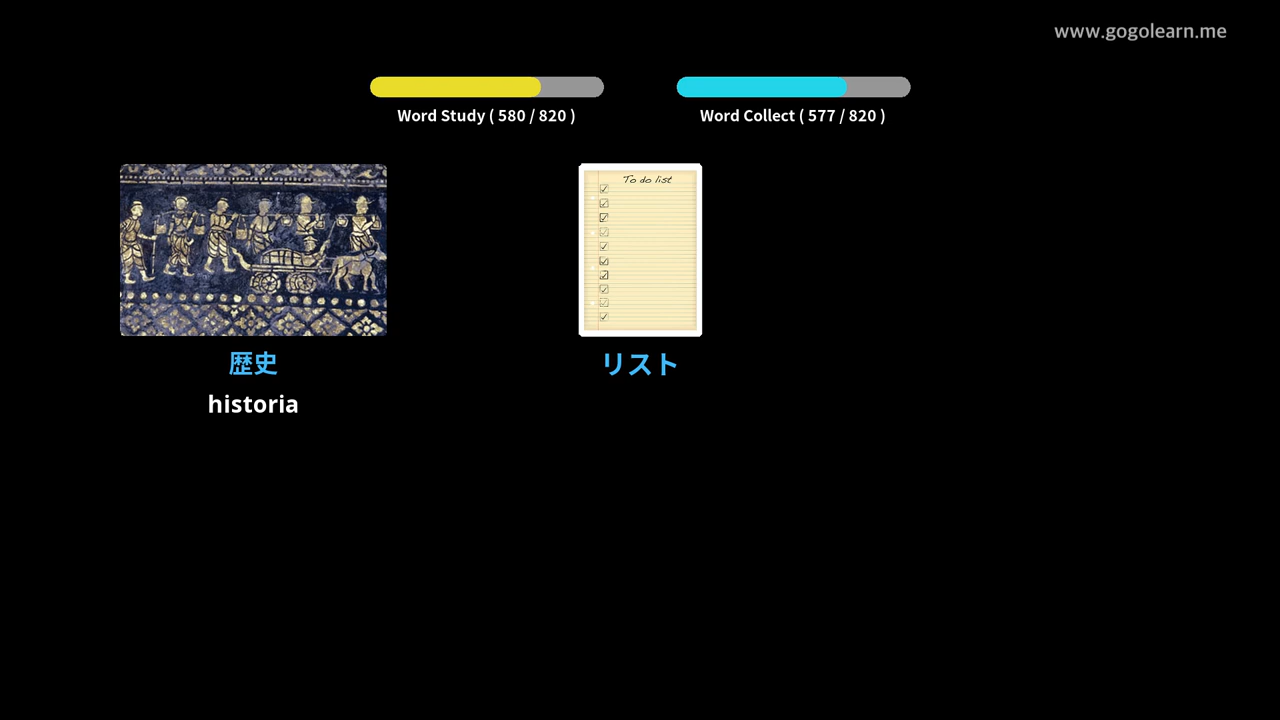 www.gogolearn.me
Word Study ( 580 / 820 )
Word Collect ( 577 / 820 )
To do list
歴史
リスト
historia